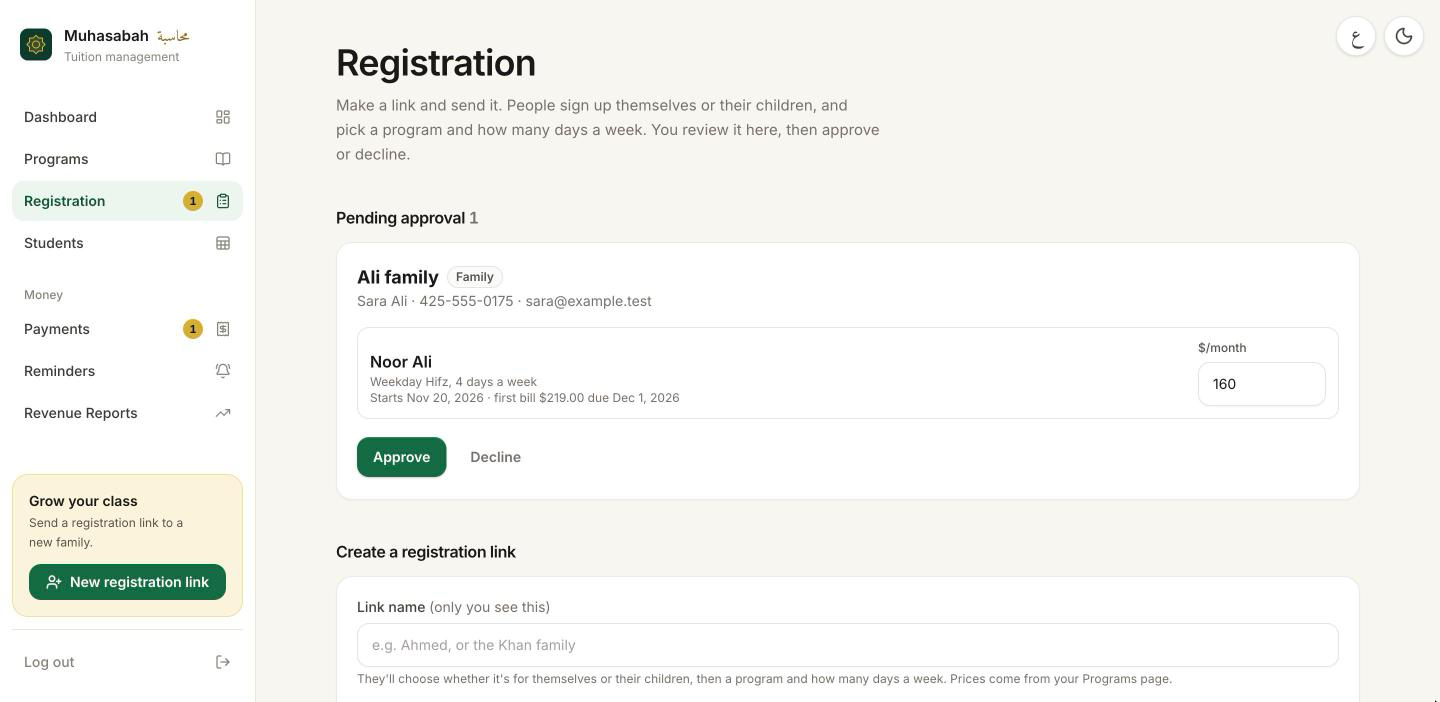 Muhasabah محاسبة
Tuition management
Dashboard
Programs
Registration 1
Students
Money
Payments 1
Reminders
Revenue Reports
Grow your class
Send a registration link to a
new family.
New registration link
Log out
ع
Registration
Make a link and send it. People sign up themselves or their children, and
pick a program and how many days a week. You review it here, then approve
or decline.
Pending approval 1
Ali family Family
Sara Ali · 425-555-0175 · sara@example.test
Noor Ali
Weekday Hifz, 4 days a week
Starts Nov 20, 2026 · first bill $219.00 due Dec 1, 2026
$/month
160
Approve Decline
Create a registration link
Link name (only you see this)
e.g. Ahmed, or the Khan family
They'll choose whether it's for themselves or their children, then a program and how many days a week. Prices come from your Programs page.